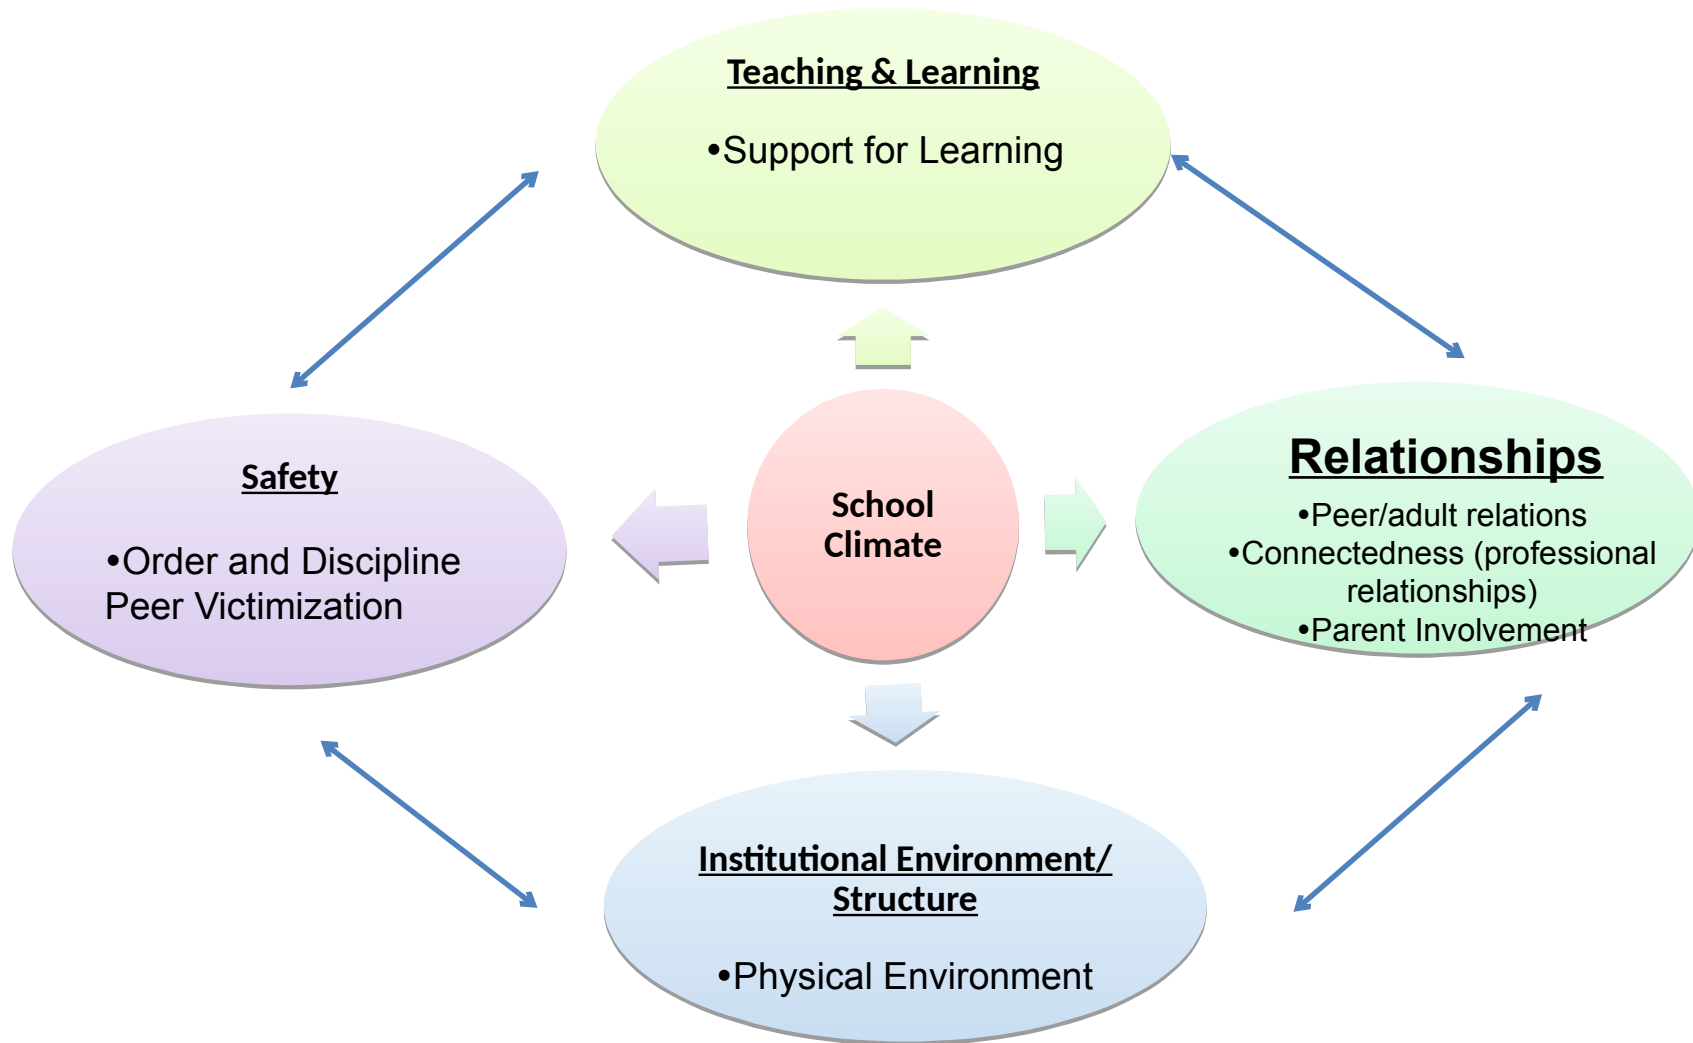 Teaching & Learning
•Support for Learning
Safety
•Order and Discipline
Peer Victimization
School
Climate
Relationships
•Peer/adult relations
•Connectedness (professional
relationships)
•Parent Involvement
Institutional Environment/
Structure
•Physical Environment